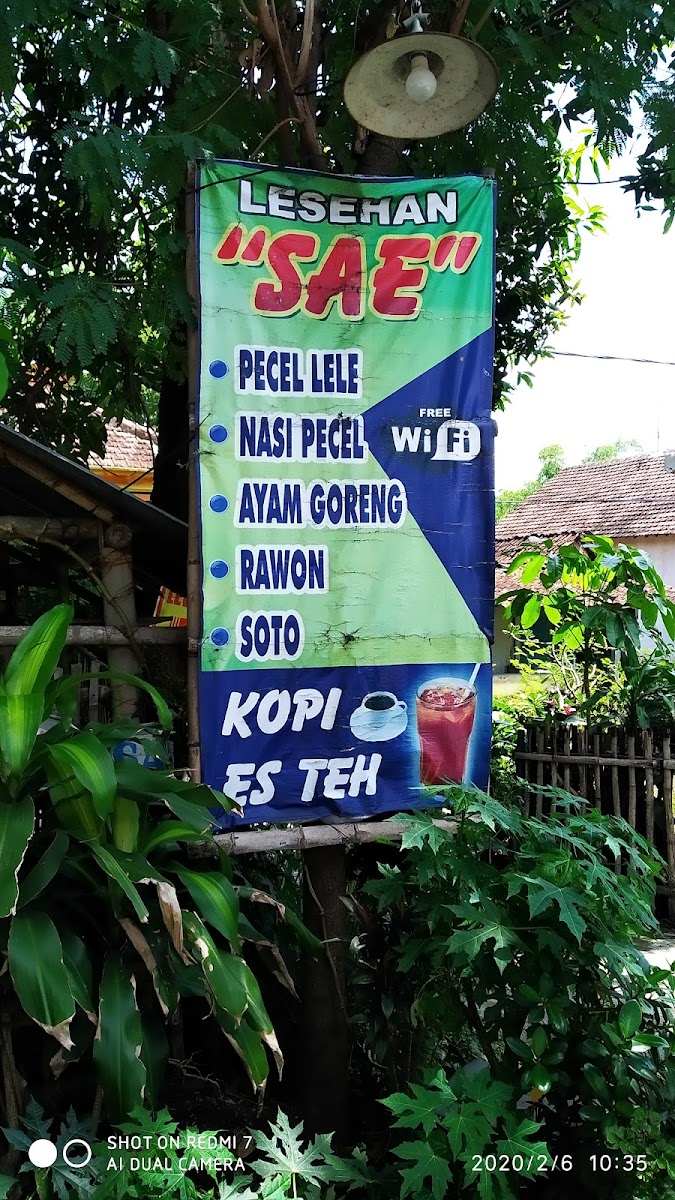 LESEHAN
"SAE"
PECEL LELE
NASI PECEL
FREE
WiFi
AYAM GORENG
RAWON
SOTO
KOPI
ES TEH
SHOT ON REDMI 7
AI DUAL CAMERA
2020/2/6 10:35